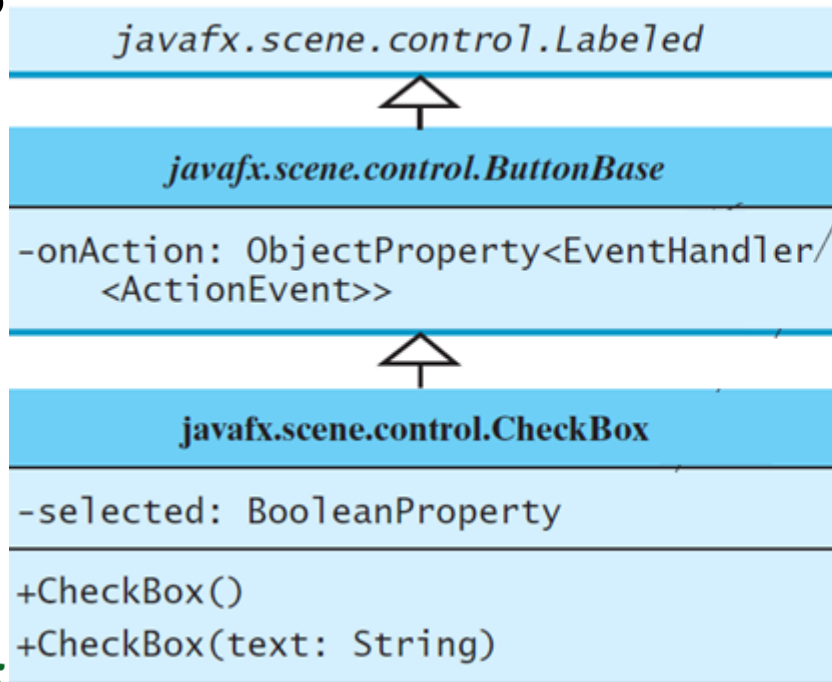 javafx.scene.control.Labeled
javafx.scene.control.ButtonBase
-onAction: ObjectProperty<EventHandler
<ActionEvent>>
javafx.scene.control.CheckBox
-selected: BooleanProperty
+CheckBox()
+CheckBox(text: String)